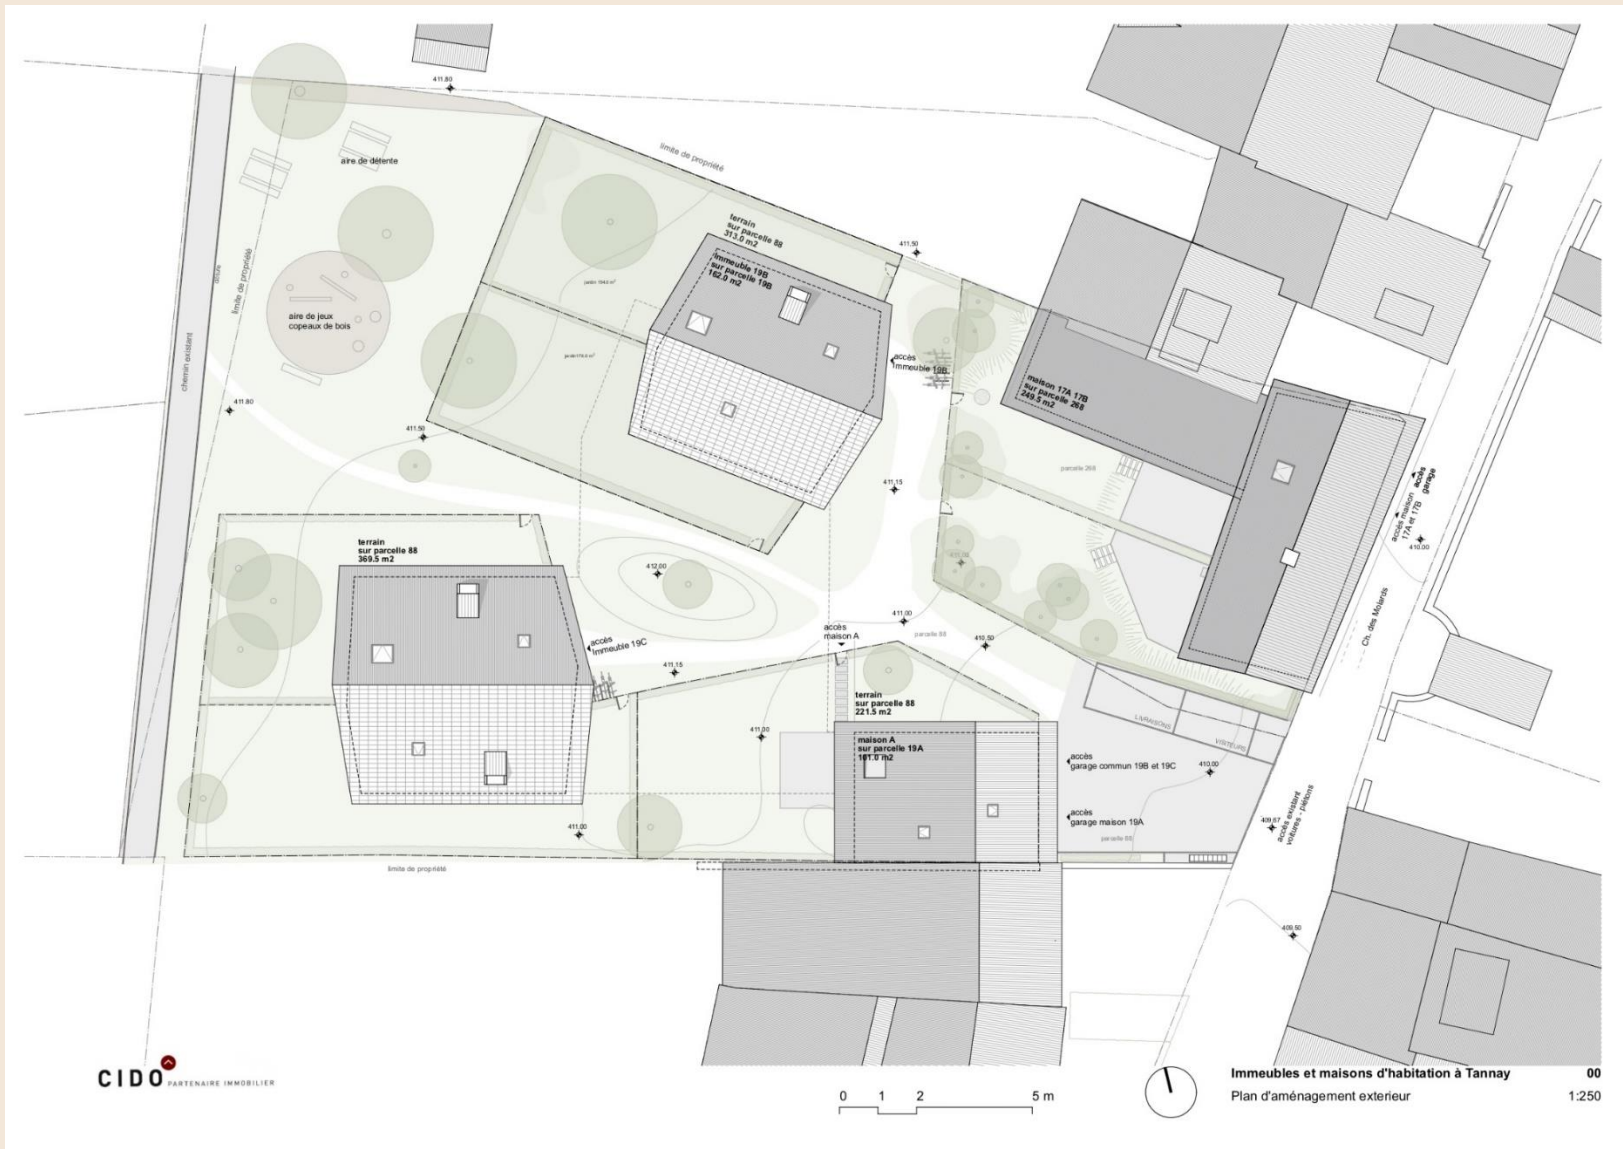 411.80
aire de détente
limite de propriété
terrain
sur parcelle 88
313.0 m2
411.50
Immeuble 19B
sur parcelle 19B
162.0 m2
clôture
limite de propriété
aire de jeux
copeaux de bois
chemin existant
accès
Immeuble 19B
maison 17A 17B
sur parcelle 268
249.5 m2
411.80
411.50
parcelle 268
411.15
accès maison
17A et 17B
accès
garage
410.00
terrain
sur parcelle 88
369.5 m2
412.00
Ch. des Molards
411.00
accès
maison A
parcelle 88
410.50
accès
Immeuble 19C
411.15
terrain
sur parcelle 88
221.5 m2
LIVRAISONS
VISITEURS
411.00
maison A
sur parcelle 19A
101.0 m2
accès
garage commun 19B et 19C
410.00
accès
garage maison 19A
409.67
accès existant
voitures - piétons
411.00
parcelle 88
limite de propriété
409.50
CIDO PARTENAIRE IMMOBILIER
0 1 2 5 m
Immeubles et maisons d'habitation à Tannay 00
Plan d'aménagement exterieur 1:250